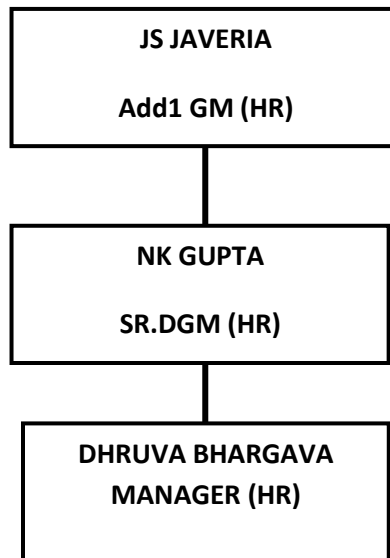 JS JAVERIA
Add1 GM (HR)
NK GUPTA
SR.DGM (HR)
DHRUVA BHARGAVA
MANAGER (HR)